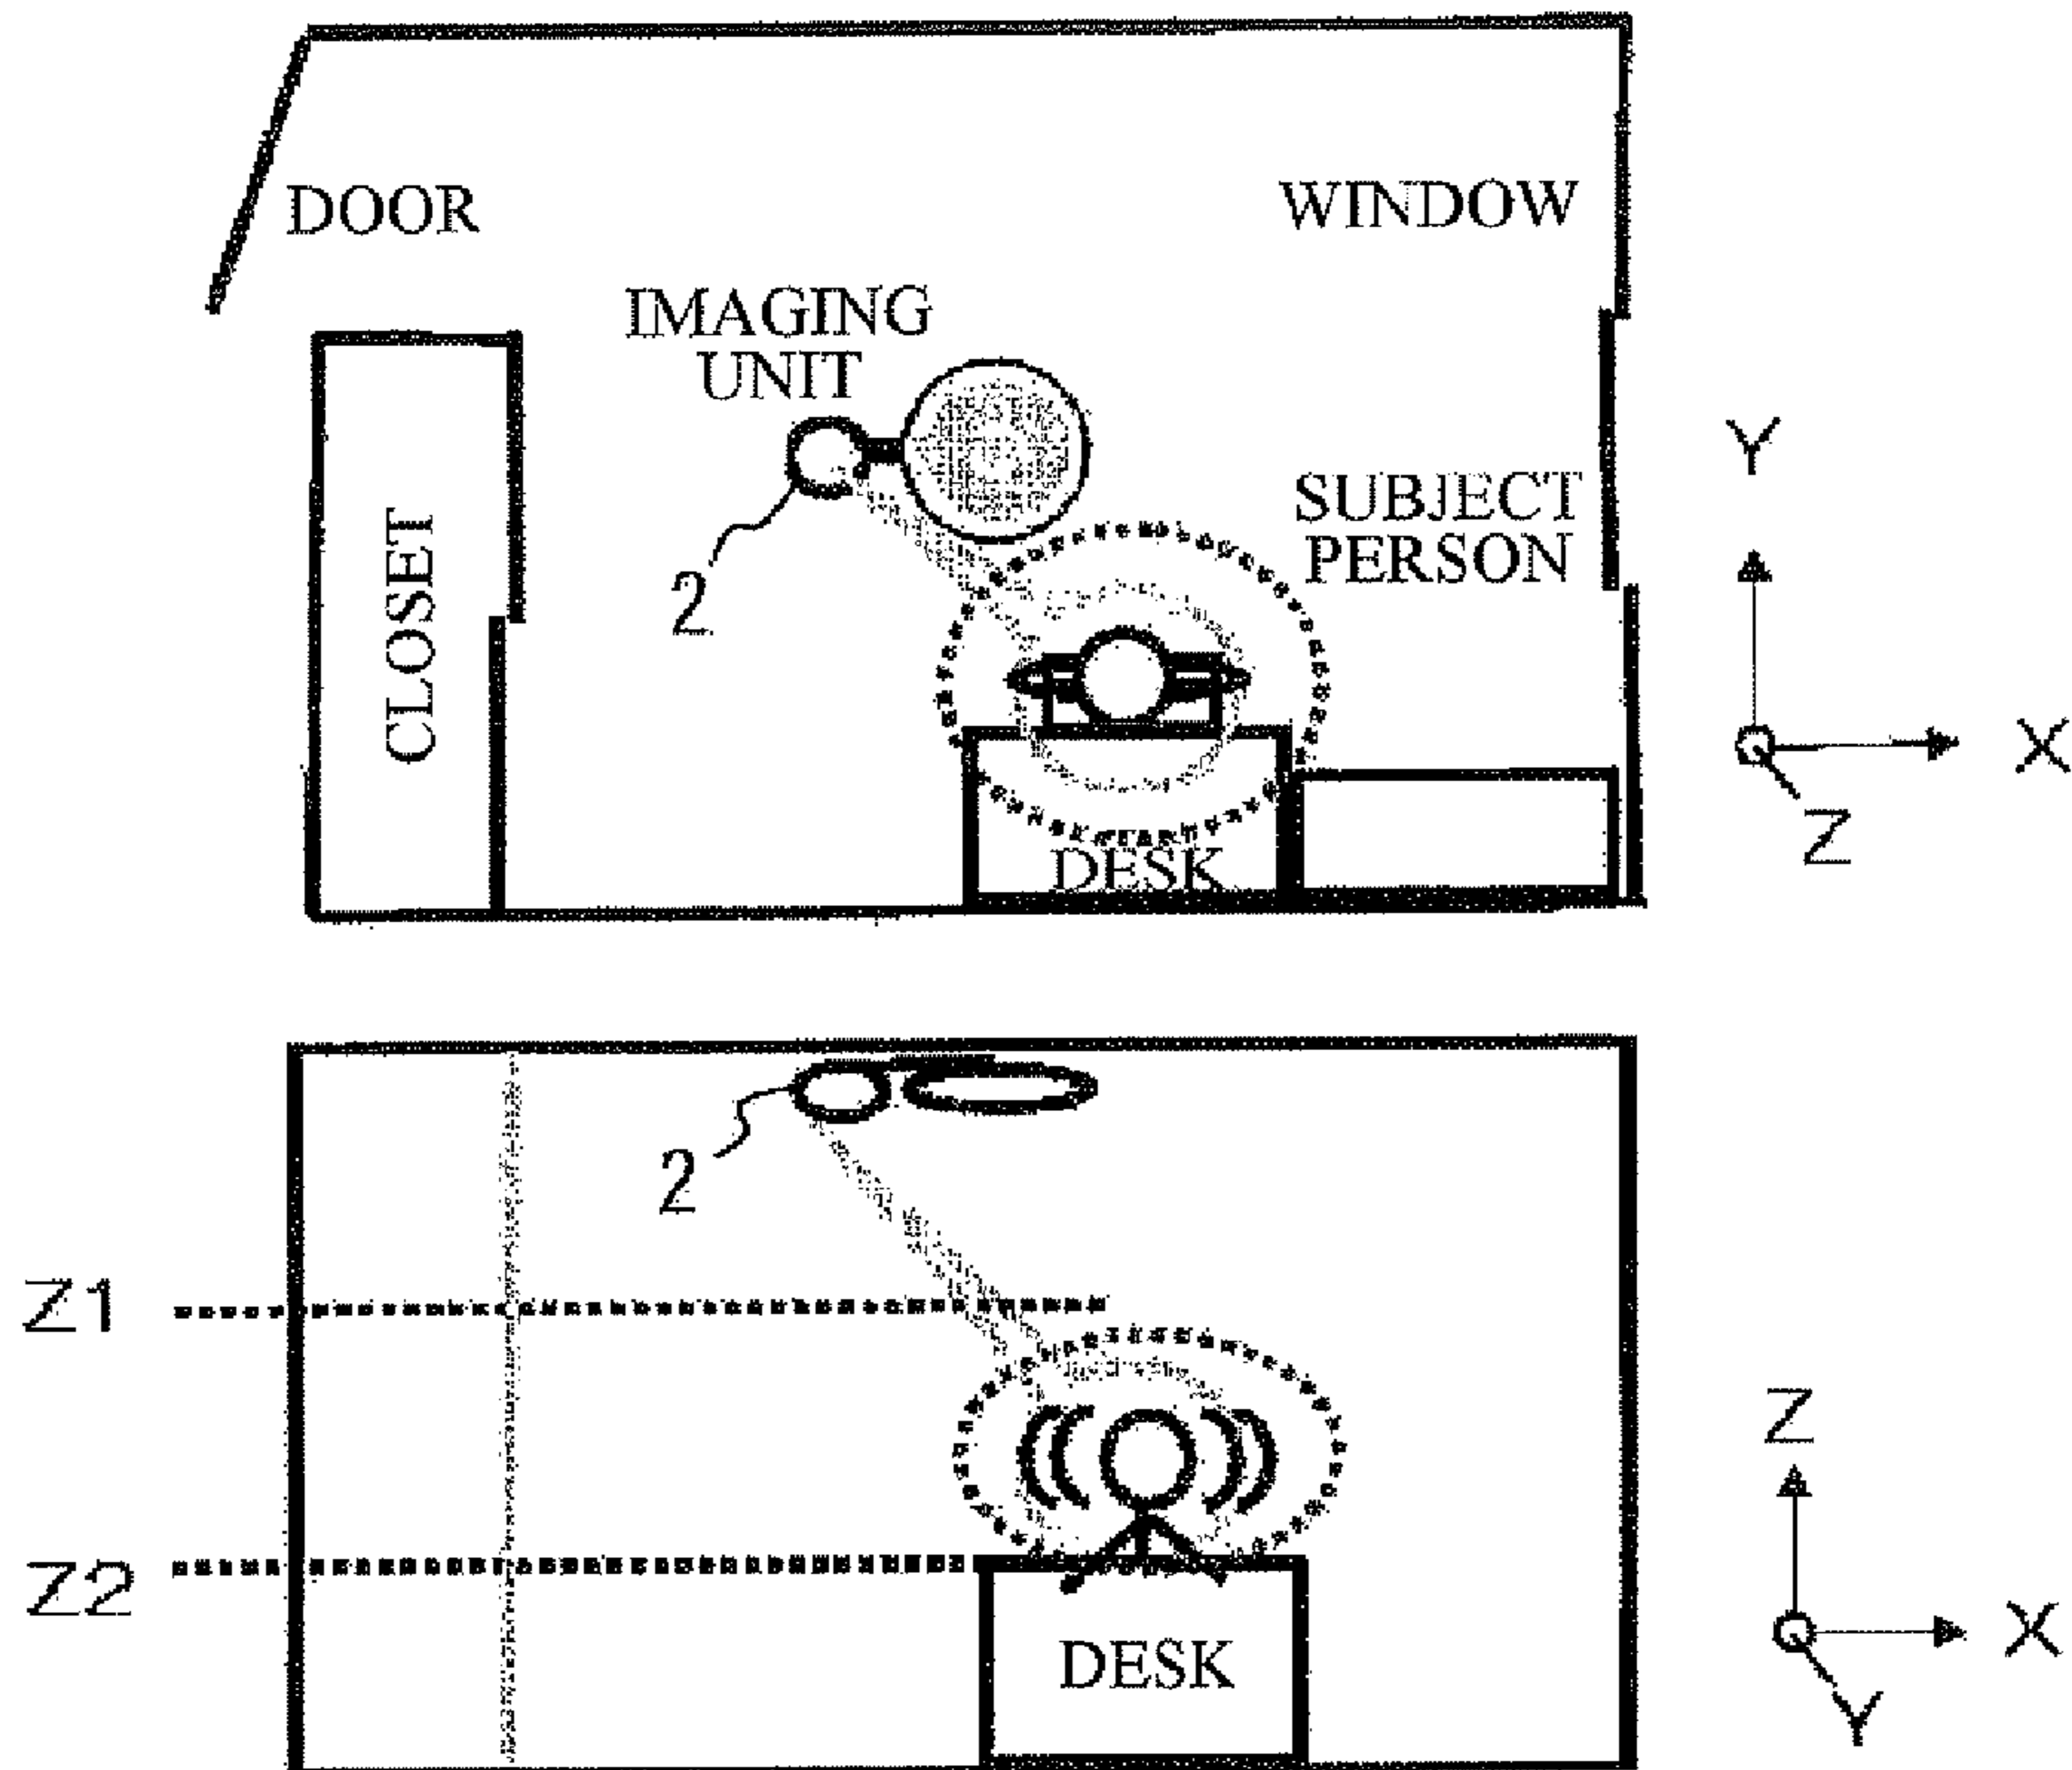 DOOR
WINDOW
IMAGING
UNIT
2
CLOSET
SUBJECT
PERSON
DESK
Y
X
Z
2
Z1
Z2
DESK
Z
X
Y